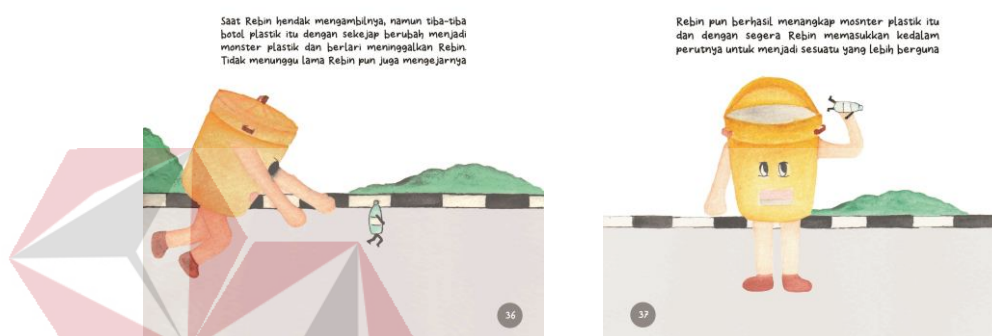 Saat Rebin hendak mengambilnya, namun tiba-tiba
botol plastik itu dengan sekejap berubah menjadi
monster plastik dan berlari meninggalkan Rebin.
Tidak menunggu lama Rebin pun juga mengejarnya
36
Rebin pun berhasil menangkap mosnter plastik itu
dan dengan segera Rebin memasukkan kedalam
perutnya untuk menjadi sesuatu yang lebih berguna
37